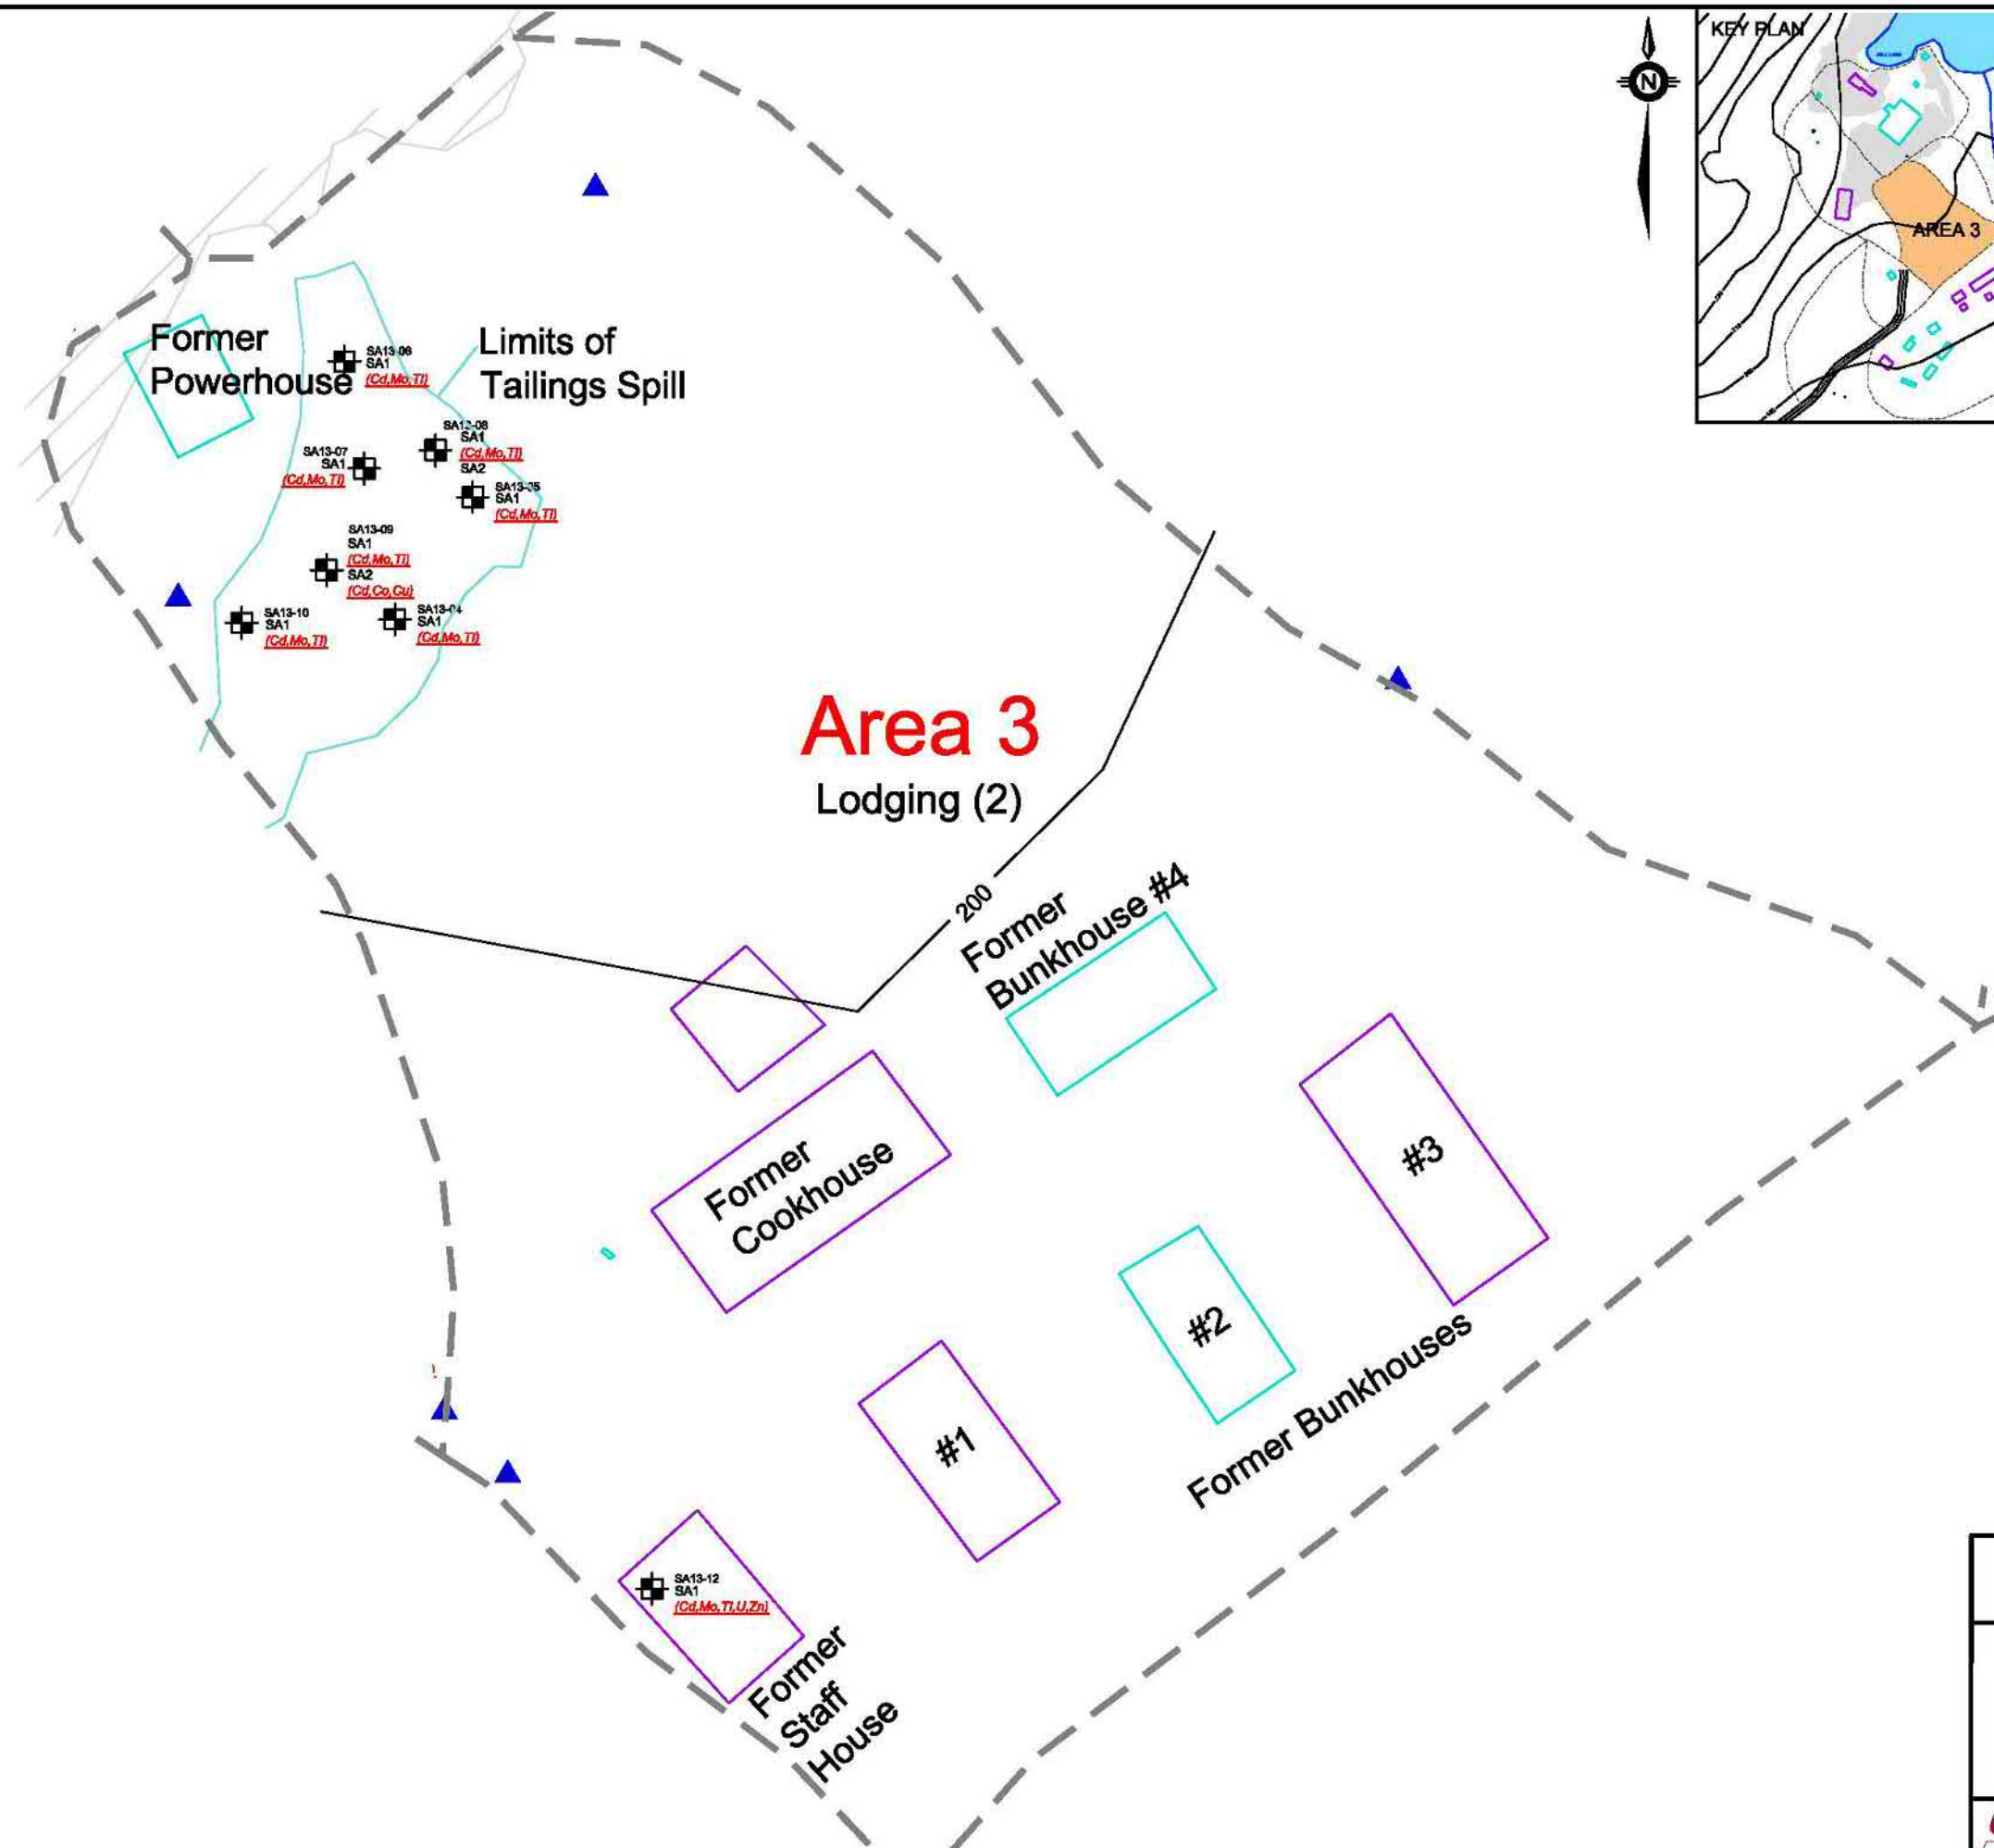 KEY PLAN
N
AREA 3
Former
Powerhouse
Limits of
Tailings Spill
SA13-06
SA1
(Cd,Mo,Tl)
SA13-08
SA1
(Cd,Mo,Tl)
SA2
SA13-07
SA1
(Cd,Mo,Tl)
SA13-05
SA1
(Cd,Mo,Tl)
SA13-09
SA1
(Cd,Mo,Tl)
SA2
(Cd,Co,Cu)
SA13-10
SA1
(Cd,Mo,Tl)
SA13-04
SA1
(Cd,Mo,Tl)
Area 3
Lodging (2)
200
Former
Bunkhouse #4
Former
Cookhouse
#3
#2
#1
Former Bunkhouses
SA13-12
SA1
(Cd,Mo,Tl,U,Zn)
Former
Staff
House